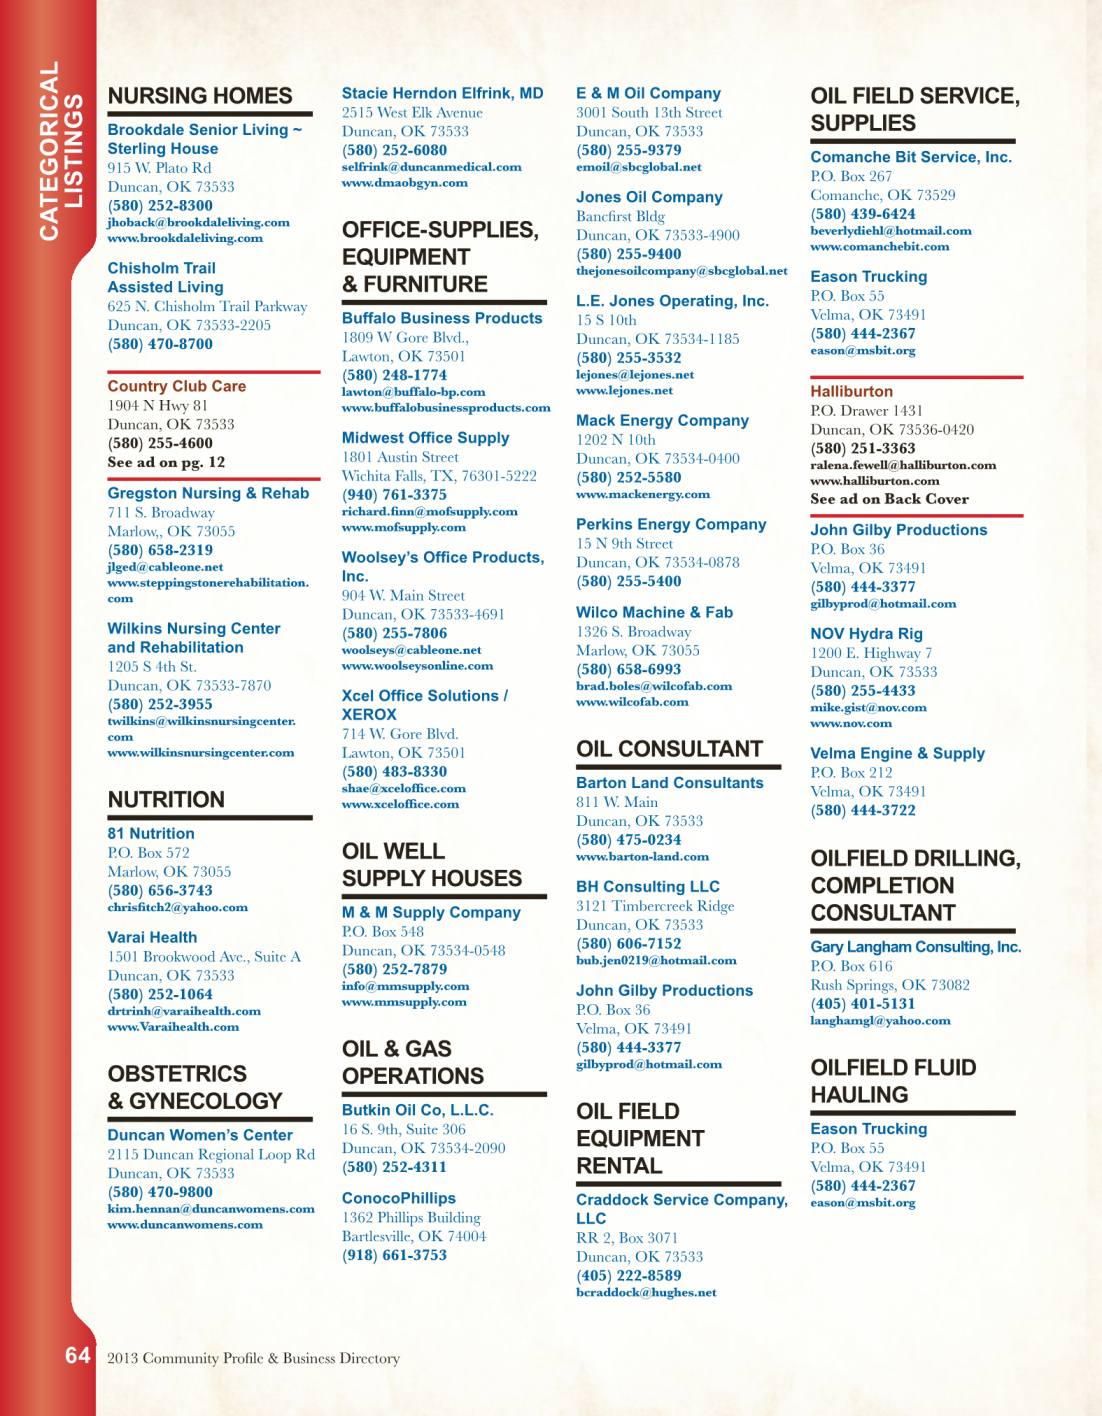 CATEGORICAL
LISTINGS
NURSING HOMES
Brookdale Senior Living ~
Sterling House
915 W. Plato Rd
Duncan, OK 73533
(580) 252-8300
jhoback@brookdaleliving.com
www.brookdaleliving.com
Chisholm Trail
Assisted Living
625 N. Chisholm Trail Parkway
Duncan, OK 73533-2205
(580) 470-8700
Country Club Care
1904 N Hwy 81
Duncan, OK 73533
(580) 255-4600
See ad on pg. 12
Gregston Nursing & Rehab
711 S. Broadway
Marlow,, OK 73055
(580) 658-2319
jlged@cableone.net
www.steppingstonerehabilitation.
com
Wilkins Nursing Center
and Rehabilitation
1205 S 4th St.
Duncan, OK 73533-7870
(580) 252-3955
twilkins@wilkinsnursingcenter.
com
www.wilkinsnursingcenter.com
NUTRITION
81 Nutrition
P.O. Box 572
Marlow, OK 73055
(580) 656-3743
chrisfitch2@yahoo.com
Varai Health
1501 Brookwood Ave., Suite A
Duncan, OK 73533
(580) 252-1064
drtrinh@varaihealth.com
www.Varaihealth.com
OBSTETRICS
& GYNECOLOGY
Duncan Women's Center
2115 Duncan Regional Loop Rd
Duncan, OK 73533
(580) 470-9800
kim.hennan@duncanwomens.com
www.duncanwomens.com
Stacie Herndon Elfrink, MD
2515 West Elk Avenue
Duncan, OK 73533
(580) 252-6080
selfrink@duncanmedical.com
www.dmaobgyn.com
OFFICE-SUPPLIES,
EQUIPMENT
& FURNITURE
Buffalo Business Products
1809 W Gore Blvd.,
Lawton, OK 73501
(580) 248-1774
lawton@buffalo-bp.com
www.buffalobusinessproducts.com
Midwest Office Supply
1801 Austin Street
Wichita Falls, TX, 76301-5222
(940) 761-3375
richard.finn@mofsupply.com
www.mofsupply.com
Woolsey's Office Products,
Inc.
904 W. Main Street
Duncan, OK 73533-4691
(580) 255-7806
woolseys@cableone.net
www.woolseysonline.com
Xcel Office Solutions /
XEROX
714 W. Gore Blvd.
Lawton, OK 73501
(580) 483-8330
shae@xceloffice.com
www.xceloffice.com
OIL WELL
SUPPLY HOUSES
M & M Supply Company
P.O. Box 548
Duncan, OK 73534-0548
(580) 252-7879
info@mmsupply.com
www.mmsupply.com
OIL & GAS
OPERATIONS
Butkin Oil Co, L.L.C.
16 S. 9th, Suite 306
Duncan, OK 73534-2090
(580) 252-4311
ConocoPhillips
1362 Phillips Building
Bartlesville, OK 74004
(918) 661-3753
E & M Oil Company
3001 South 13th Street
Duncan, OK 73533
(580) 255-9379
emoil@sbcglobal.net
Jones Oil Company
Bancfirst Bldg
Duncan, OK 73533-4900
(580) 255-9400
thejonesoilcompany@sbcglobal.net
L.E. Jones Operating, Inc.
15 S 10th
Duncan, OK 73534-1185
(580) 255-3532
lejones@lejones.net
www.lejones.net
Mack Energy Company
1202 N 10th
Duncan, OK 73534-0400
(580) 252-5580
www.mackenergy.com
Perkins Energy Company
15 N 9th Street
Duncan, OK 73534-0878
(580) 255-5400
Wilco Machine & Fab
1326 S. Broadway
Marlow, OK 73055
(580) 658-6993
brad.boles@wilcofab.com
www.wilcofab.com
OIL CONSULTANT
Barton Land Consultants
811 W. Main
Duncan, OK 73533
(580) 475-0234
www.barton-land.com
BH Consulting LLC
3121 Timbercreek Ridge
Duncan, OK 73533
(580) 606-7152
bub.jen0219@hotmail.com
John Gilby Productions
P.O. Box 36
Velma, OK 73491
(580) 444-3377
gilbyprod@hotmail.com
OIL FIELD
EQUIPMENT
RENTAL
Craddock Service Company,
LLC
RR 2, Box 3071
Duncan, OK 73533
(405) 222-8589
bcraddock@hughes.net
OIL FIELD SERVICE,
SUPPLIES
Comanche Bit Service, Inc.
P.O. Box 267
Comanche, OK 73529
(580) 439-6424
beverlydiehl@hotmail.com
www.comanchebit.com
Eason Trucking
P.O. Box 55
Velma, OK 73491
(580) 444-2367
eason@msbit.org
Halliburton
P.O. Drawer 1431
Duncan, OK 73536-0420
(580) 251-3363
ralena.fewell@halliburton.com
www.halliburton.com
See ad on Back Cover
John Gilby Productions
P.O. Box 36
Velma, OK 73491
(580) 444-3377
gilbyprod@hotmail.com
NOV Hydra Rig
1200 E. Highway 7
Duncan, OK 73533
(580) 255-4433
mike.gist@nov.com
www.nov.com
Velma Engine & Supply
P.O. Box 212
Velma, OK 73491
(580) 444-3722
OILFIELD DRILLING,
COMPLETION
CONSULTANT
Gary Langham Consulting, Inc.
P.O. Box 616
Rush Springs, OK 73082
(405) 401-5131
langhamgl@yahoo.com
OILFIELD FLUID
HAULING
Eason Trucking
P.O. Box 55
Velma, OK 73491
(580) 444-2367
eason@msbit.org
64 2013 Community Profile & Business Directory